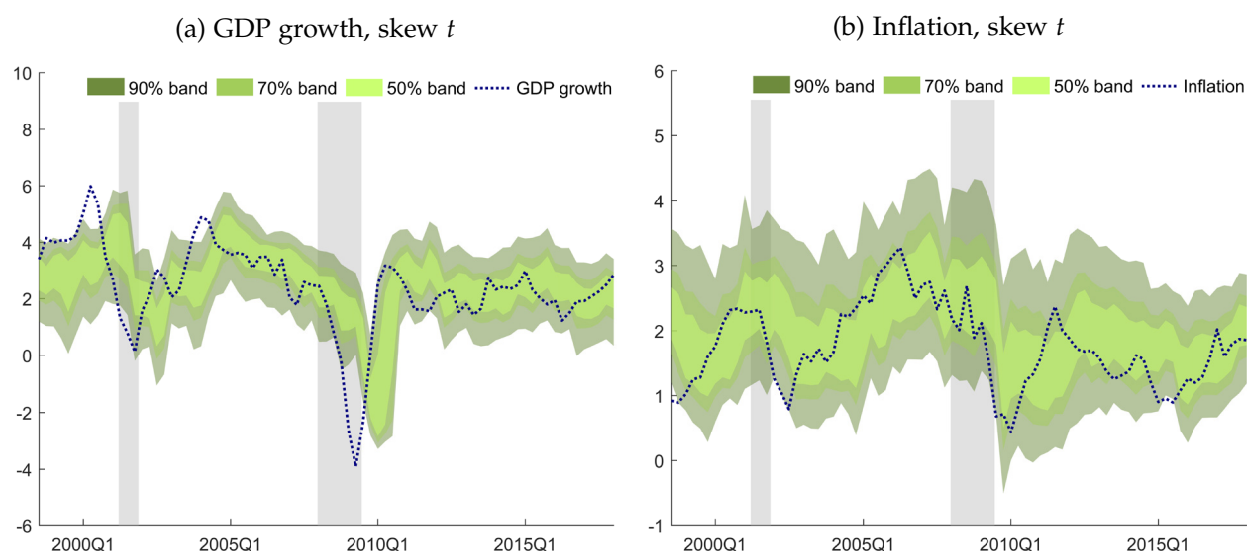 (a) GDP growth, skew t
10
90% band 70% band 50% band GDP growth
8
6
4
2
0
-2
-4
-6
2000Q1 2005Q1 2010Q1 2015Q1
(b) Inflation, skew t
6
90% band 70% band 50% band Inflation
5
4
3
2
1
0
-1
2000Q1 2005Q1 2010Q1 2015Q1